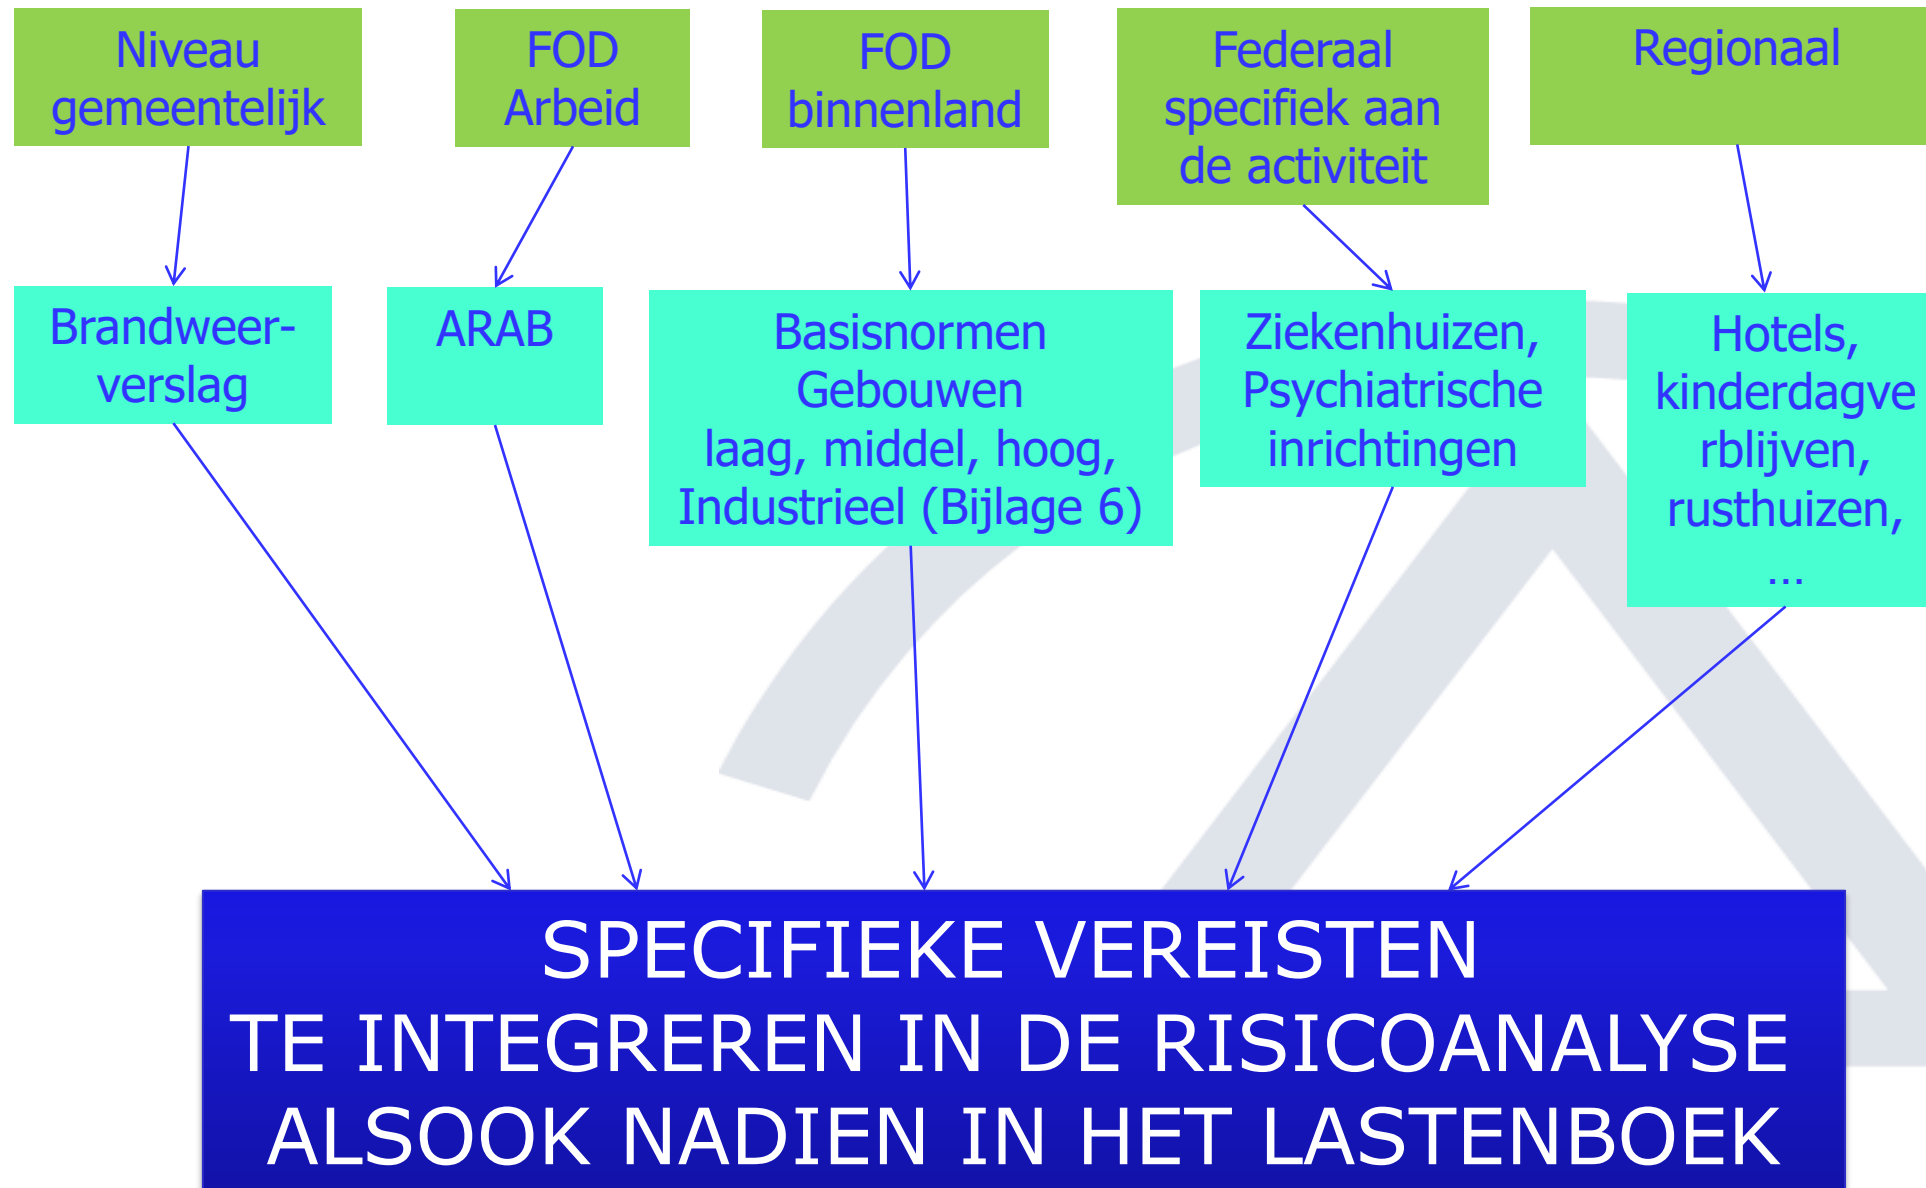 Niveau
gemeentelijk
FOD
Arbeid
FOD
binnenland
Federaal
specifiek aan
de activiteit
Regionaal
Brandweer-
verslag
ARAB
Basisnormen
Gebouwen
laag, middel, hoog,
Industrieel (Bijlage 6)
Ziekenhuizen,
Psychiatrische
inrichtingen
Hotels,
kinderdagve
rblijven,
rusthuizen,
...
SPECIFIEKE VEREISTEN
TE INTEGREREN IN DE RISICOANALYSE
ALSOOK NADIEN IN HET LASTENBOEK